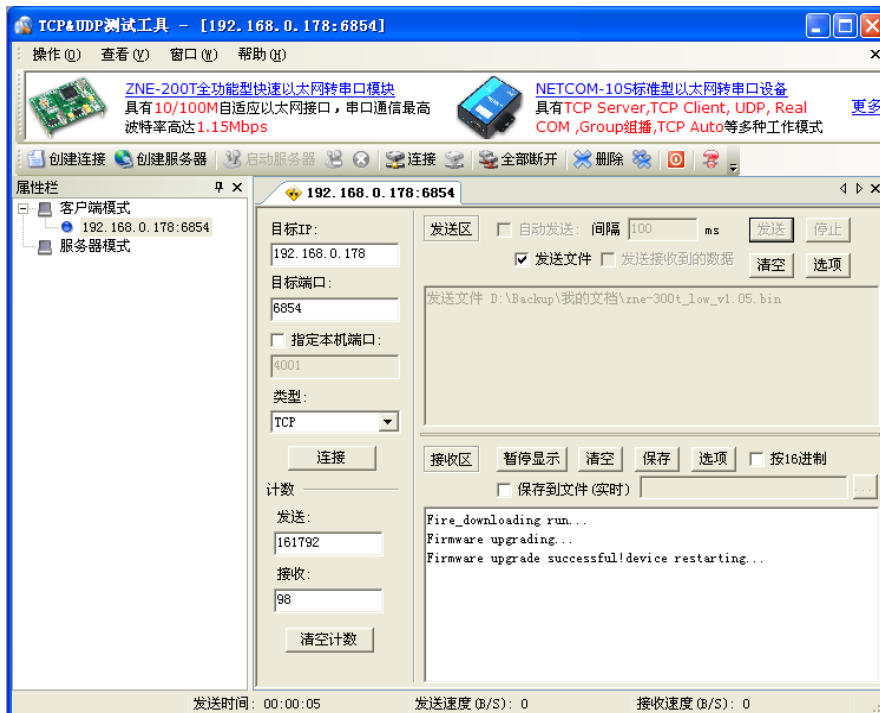 TCP&UDP测试工具 - [192.168.0.178:6854]
操作(O) 查看(V) 窗口(W) 帮助(H)
ZNE-200T全功能型快速以太网转串口模块
具有10/100M自适应以太网接口，串口通信最高
波特率高达1.15Mbps
NETCOM-10S标准型以太网转串口设备
具有TCP Server,TCP Client, UDP, Real
COM ,Group组播,TCP Auto等多种工作模式
更多
创建连接 创建服务器 启动服务器 连接 全部断开 删除
属性栏
客户端模式
192.168.0.178:6854
服务器模式
192.168.0.178:6854
目标IP:
192.168.0.178
目标端口:
6854
指定本机端口:
4001
类型:
TCP
连接
计数
发送:
161792
接收:
98
清空计数
发送区 自动发送: 间隔 100 ms 发送 停止
发送文件 发送接收到的数据 清空 选项
发送文件 D:\Backup\我的文档\zne-300t_low_v1.05.bin
接收区 暂停显示 清空 保存 选项 按16进制
保存到文件(实时) ...
Fire_downloading run...
Firmware upgrading...
Firmware upgrade successful!device restarting...
发送时间: 00:00:05 发送速度(B/S): 0 接收速度(B/S): 0